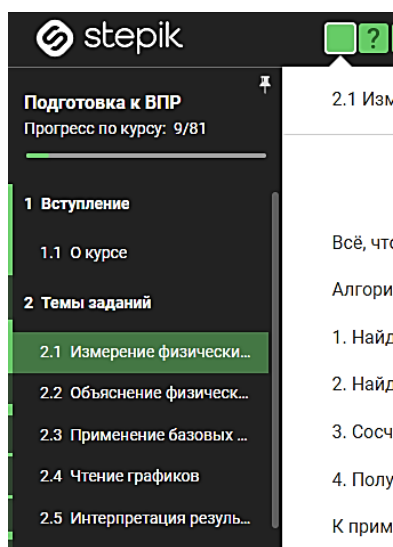 stepik
?
Подготовка к ВПР
Прогресс по курсу: 9/81
1 Вступление
1.1 О курсе
2 Темы заданий
2.1 Измерение физически...
2.2 Объяснение физическ...
2.3 Применение базовых ...
2.4 Чтение графиков
2.5 Интерпретация резуль...
2.1 Изм
Всё, что
Алгори
1. Найд
2. Найд
3. Сосч
4. Полу
К прим